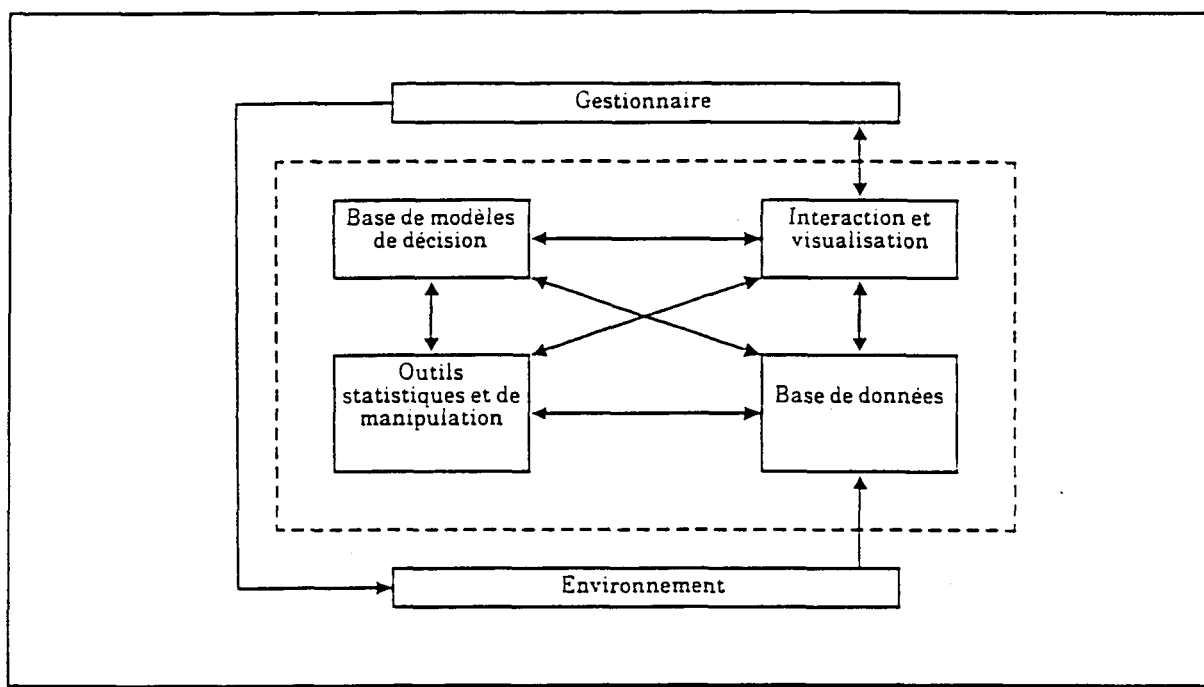 Gestionnaire
Base de modèles
de décision
Interaction et
visualisation
Outils
statistiques et de
manipulation
Base de données
Environnement